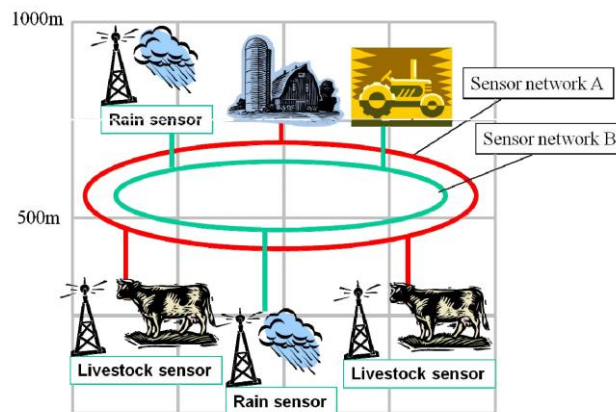 1000m
Sensor network A
Rain sensor
Sensor network B
500m
Livestock sensor
Livestock sensor
Rain sensor